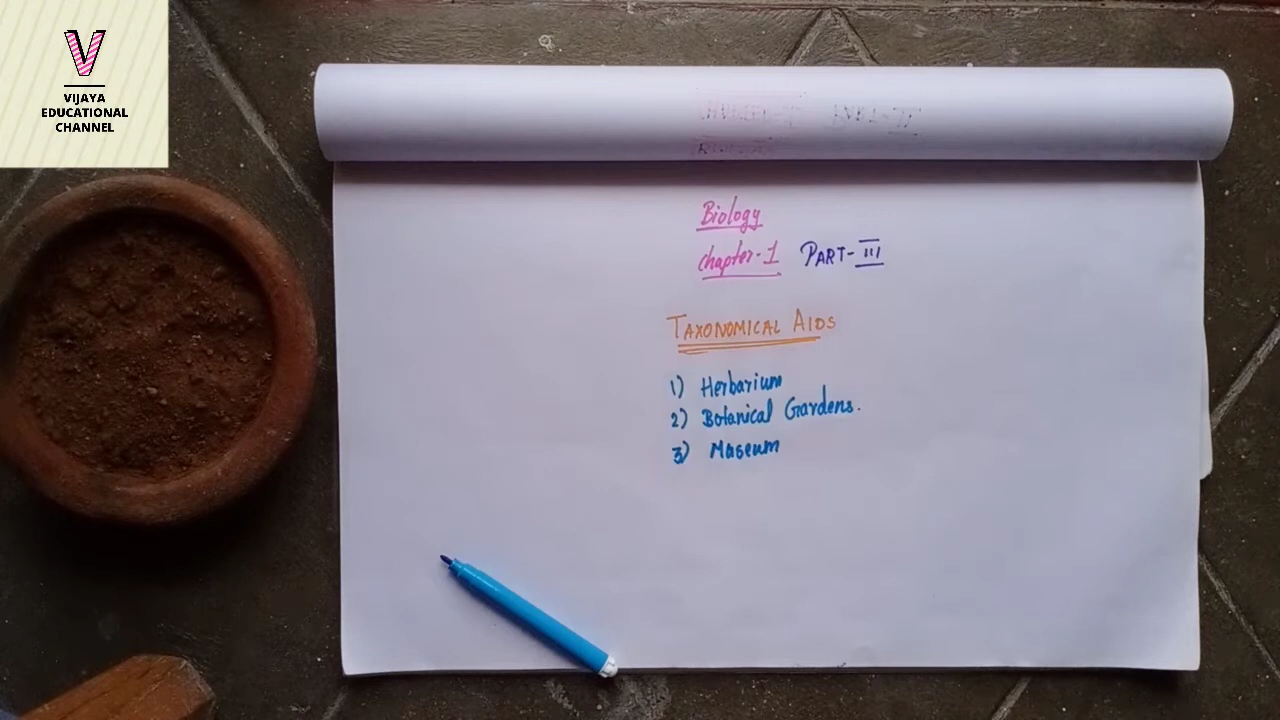 V
VIJAYA
EDUCATIONAL
CHANNEL
Biology
Chapter-1 PART-III
TAXONOMICAL AIDS
1) Herbarium
2) Botanical Gardens.
3) Museum